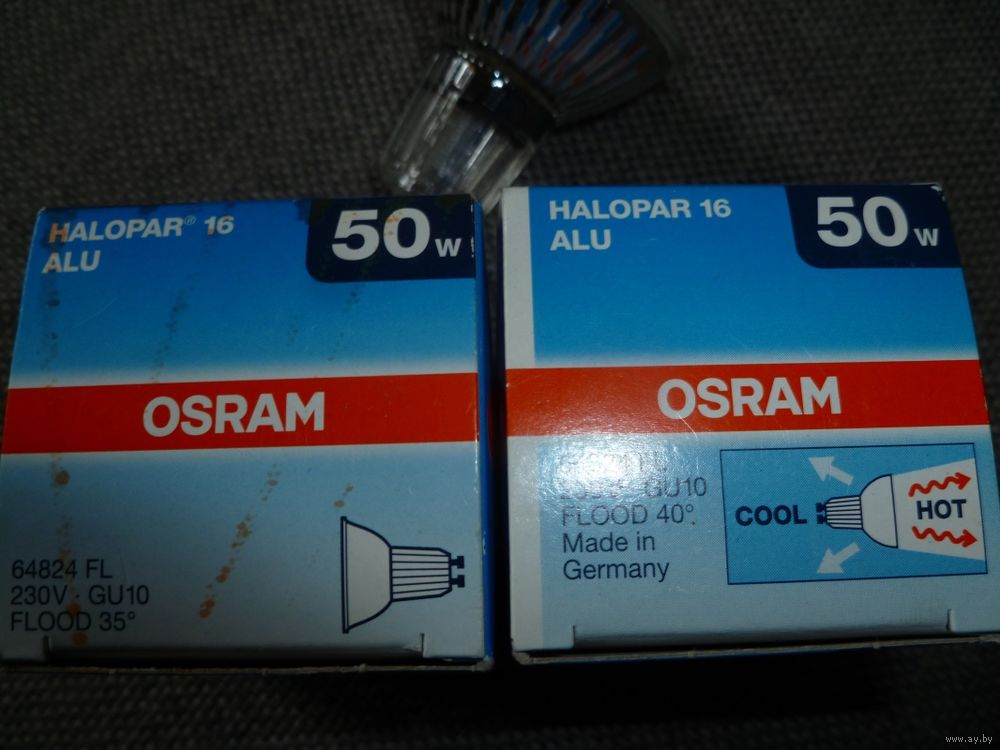 HALOPAR® 16
ALU
50 W
OSRAM
64824 FL
230V · GU10
FLOOD 35°
HALOPAR 16
ALU
50 W
OSRAM
GU10
FLOOD 40°
Made in
Germany
COOL
HOT
www.ay.by